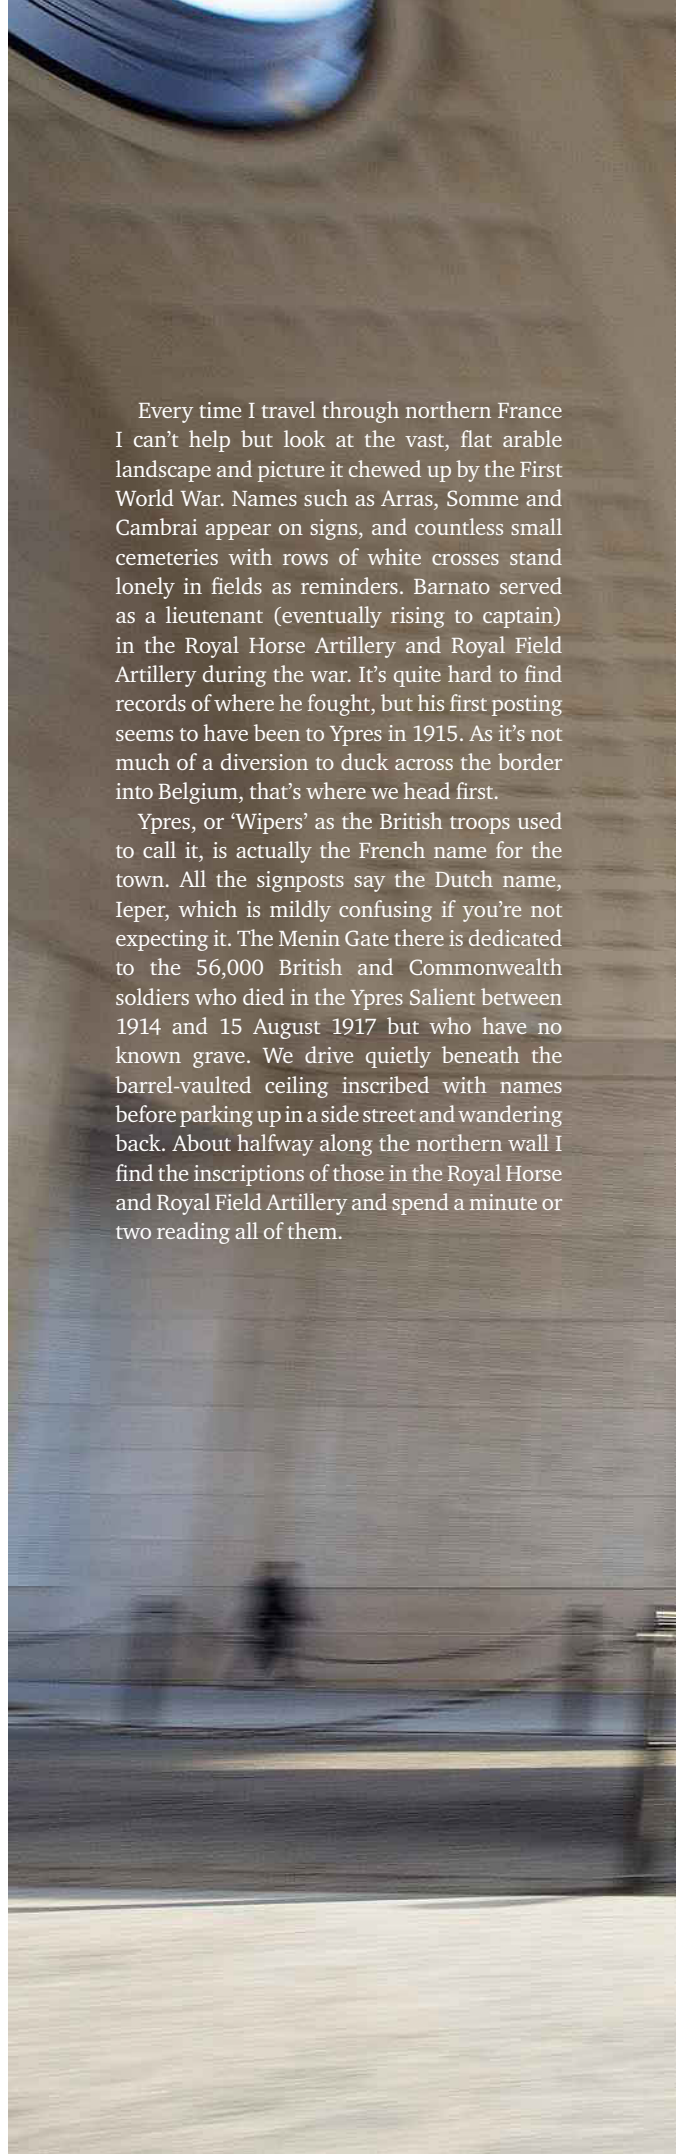 Every time I travel through northern France
I can’t help but look at the vast, flat arable
landscape and picture it chewed up by the First
World War. Names such as Arras, Somme and
Cambrai appear on signs, and countless small
cemeteries with rows of white crosses stand
lonely in fields as reminders. Barnato served
as a lieutenant (eventually rising to captain)
in the Royal Horse Artillery and Royal Field
Artillery during the war. It’s quite hard to find
records of where he fought, but his first posting
seems to have been to Ypres in 1915. As it’s not
much of a diversion to duck across the border
into Belgium, that’s where we head first.
Ypres, or ‘Wipers’ as the British troops used
to call it, is actually the French name for the
town. All the signposts say the Dutch name,
Ieper, which is mildly confusing if you’re not
expecting it. The Menin Gate there is dedicated
to the 56,000 British and Commonwealth
soldiers who died in the Ypres Salient between
1914 and 15 August 1917 but who have no
known grave. We drive quietly beneath the
barrel-vaulted ceiling inscribed with names
before parking up in a side street and wandering
back. About halfway along the northern wall I
find the inscriptions of those in the Royal Horse
and Royal Field Artillery and spend a minute or
two reading all of them.